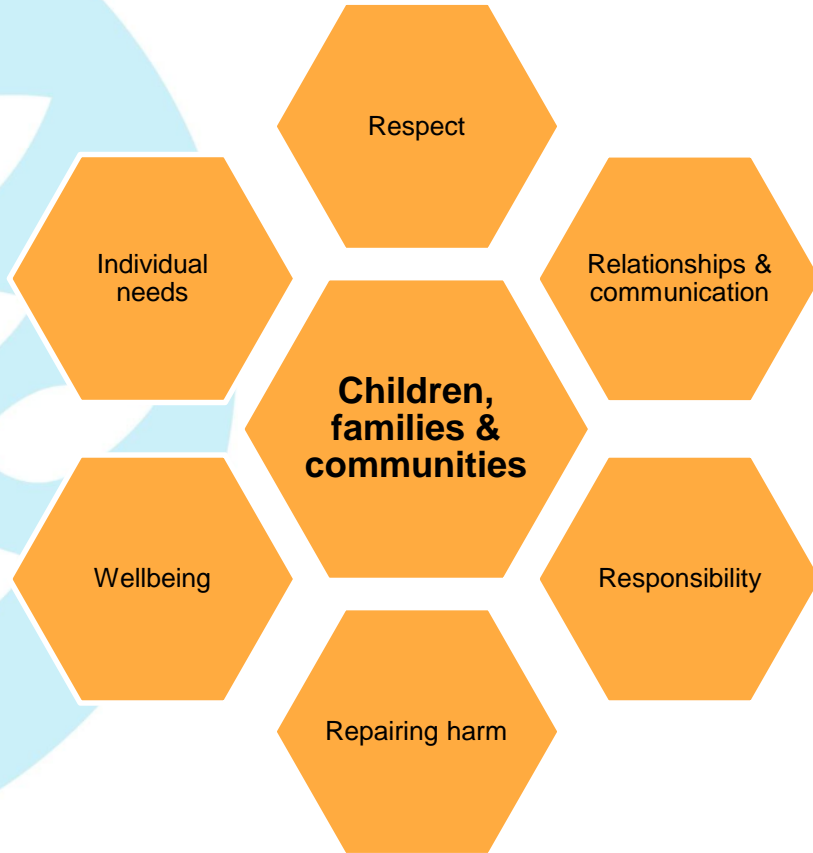 Respect
Individual
needs
Relationships &
communication
Children,
families &
communities
Wellbeing
Responsibility
Repairing harm